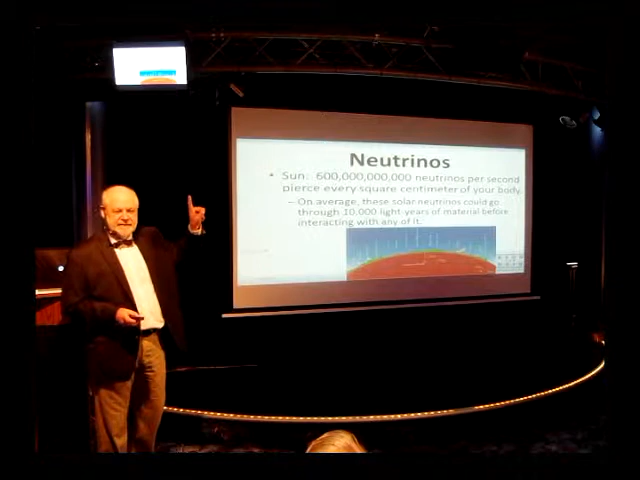 Neutrinos
• Sun: 600,000,000,000 neutrinos per second
pierce every square centimeter of your body.
– On average, these solar neutrinos could go
through 10,000 light-years of material before
interacting with any of it.